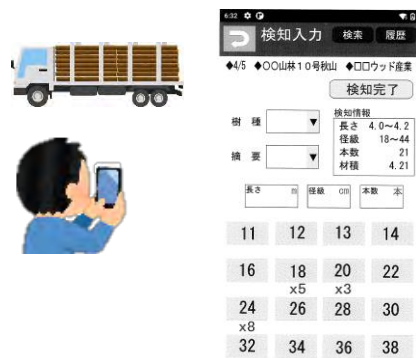 6:32
検知入力 検索 履歴
◆4/5 ◆〇〇山林10号秋山 ◆□□ウッド産業
検知完了
樹 種 ▼
摘 要 ▼
検知情報
長さ 4.0~4.2
径級 18~44
本数 21
材積 4.21
長さ m 径級 cm 本数 本
11 12 13 14
16 18 20 22
x5 x3
24 26 28 30
x8
32 34 36 38